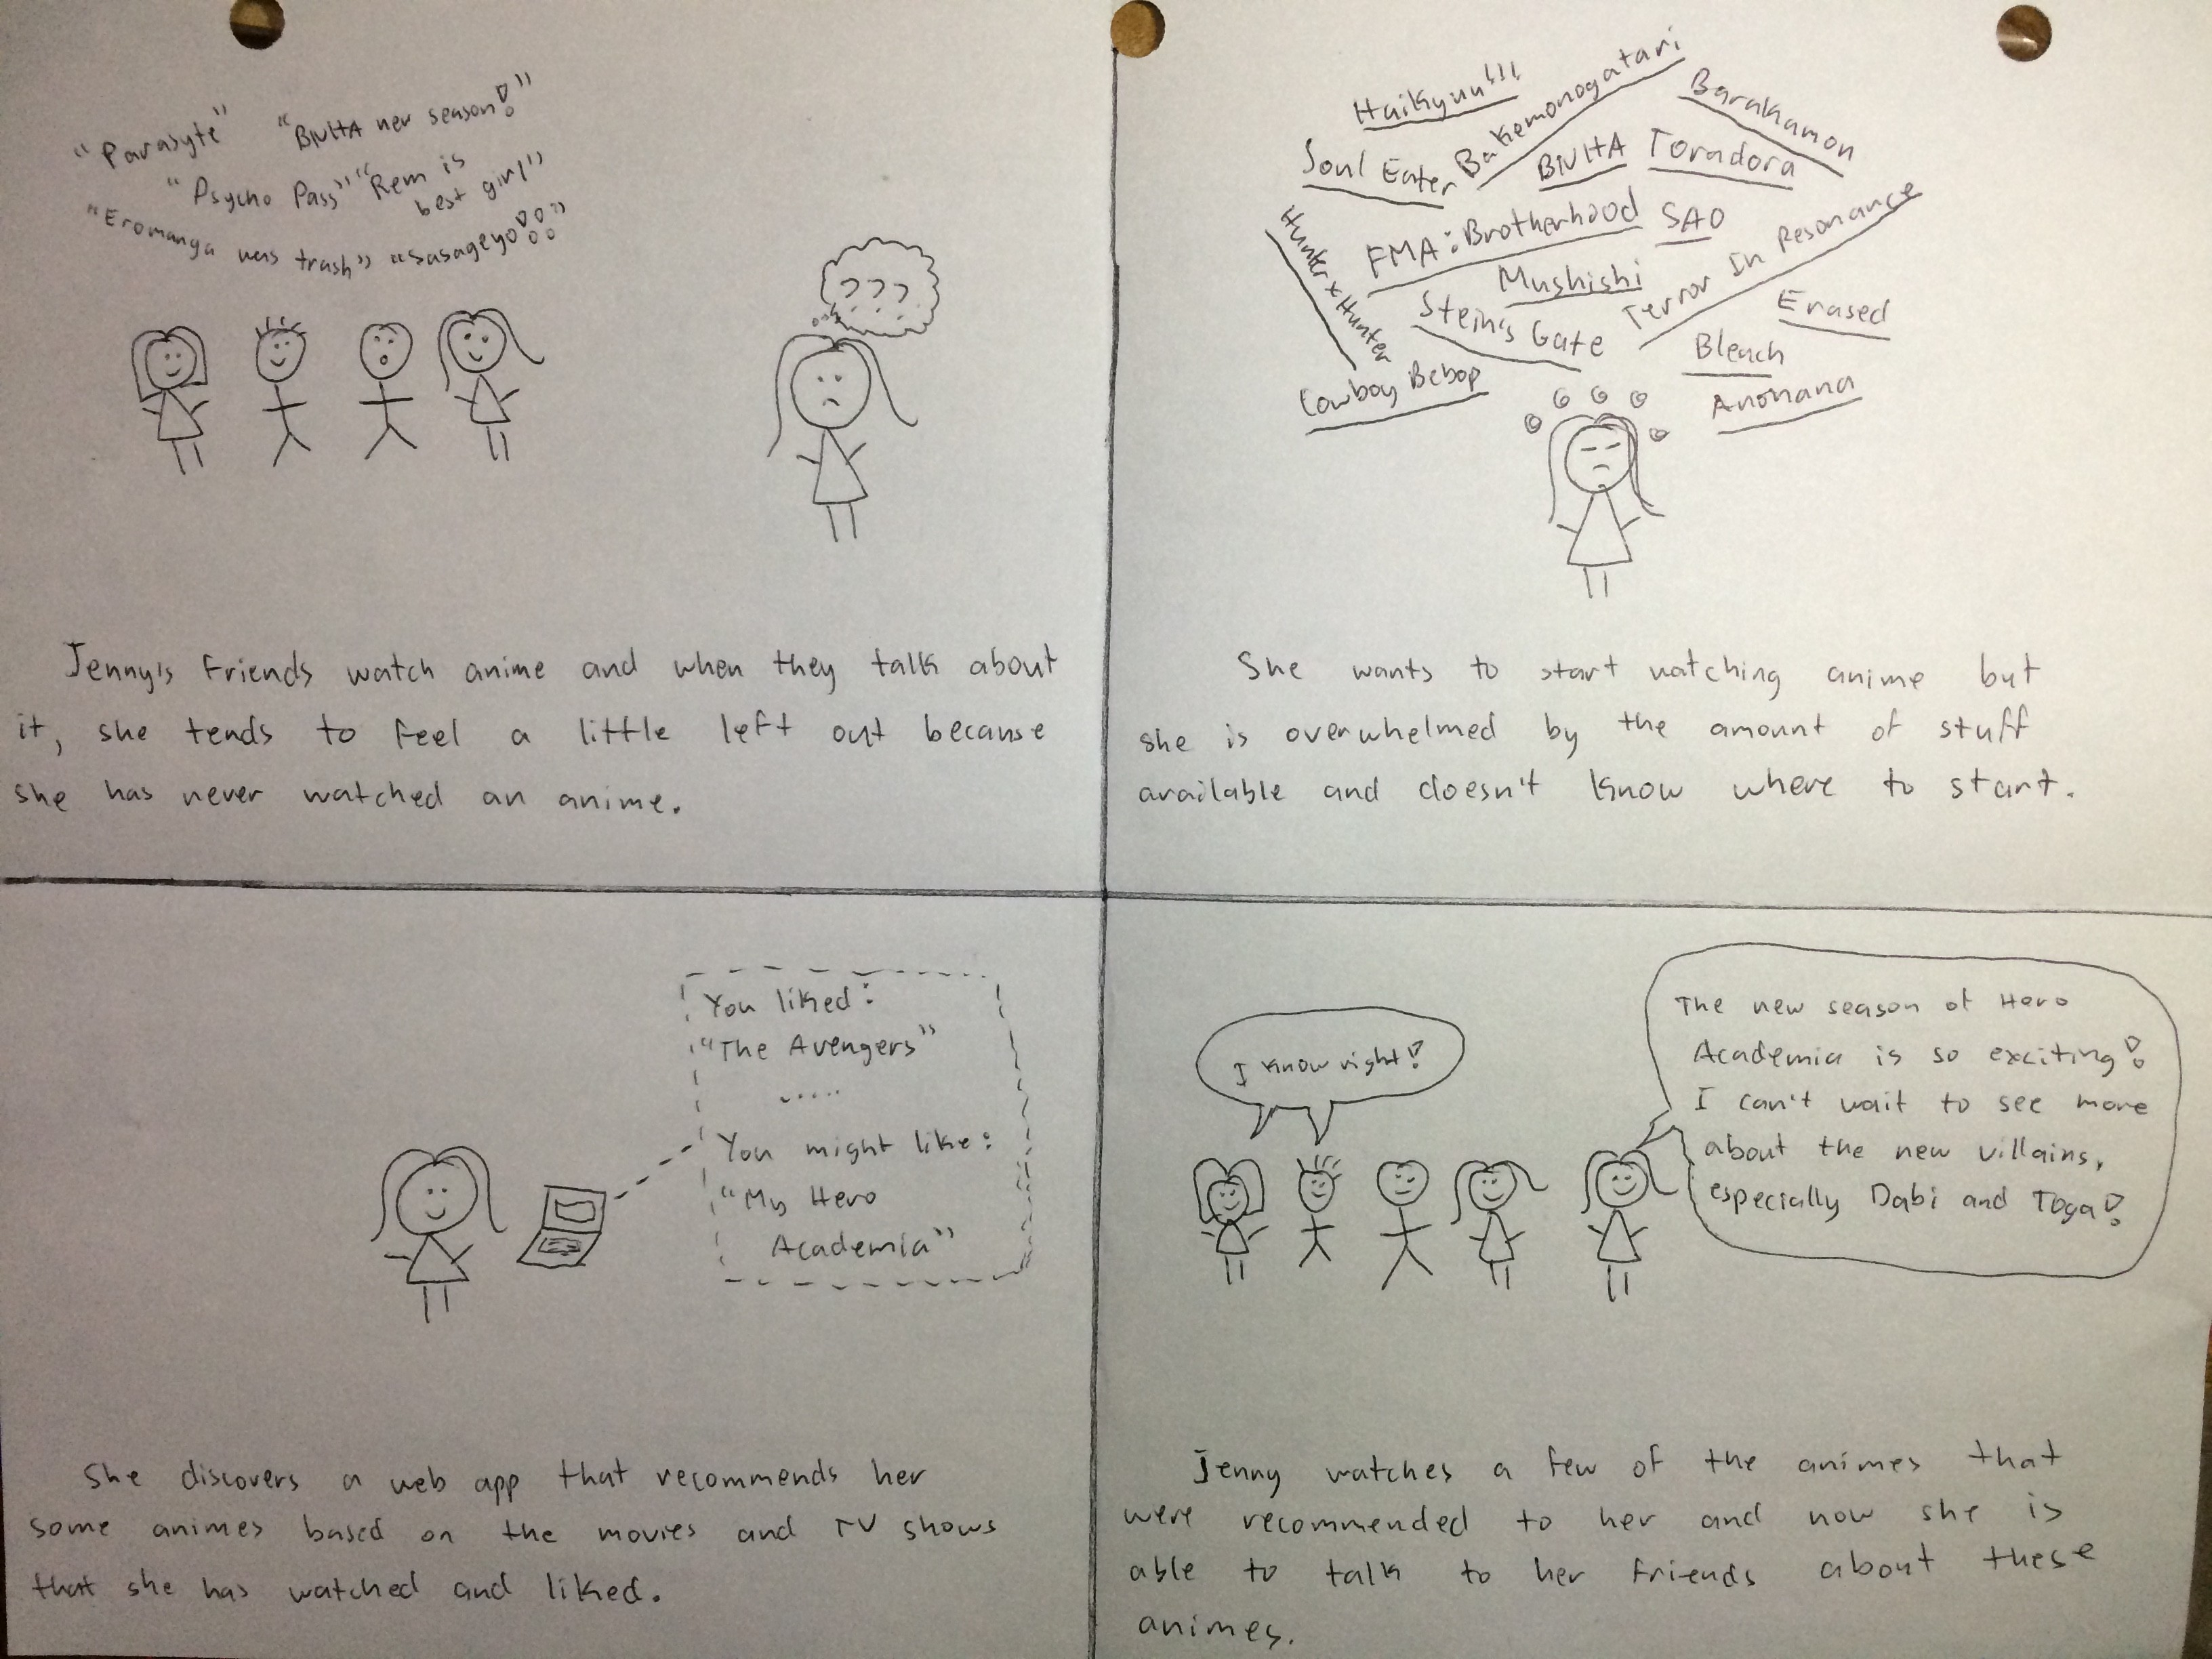 "Parasyte" "BNHA new season!"
"Psycho Pass" "Rem is
best girl"
"Eromanga was trash" "Sasageyo!!!"
???
Jenny's friends watch anime and when they talk about
it, she tends to feel a little left out because
she has never watched an anime.
Haikyuu!!!
Bakemonogatari
Barakamon
Soul Eater
BNHA
Toradora
Hunter x Hunter
FMA: Brotherhood
SAO
Mushishi
Terror In Resonance
Stein's Gate
Erased
Bleach
Cowboy Bebop
Anohana
She wants to start watching anime but
she is overwhelmed by the amount of stuff
available and doesn't know where to start.
You liked:
"The Avengers"
.....
You might like:
"My Hero
Academia"
She discovers a web app that recommends her
some animes based on the movies and TV shows
that she has watched and liked.
I know right!
The new season of Hero
Academia is so exciting!
I can't wait to see more
about the new villains,
especially Dabi and Toga!
Jenny watches a few of the animes that
were recommended to her and now she is
able to talk to her friends about these
animes.